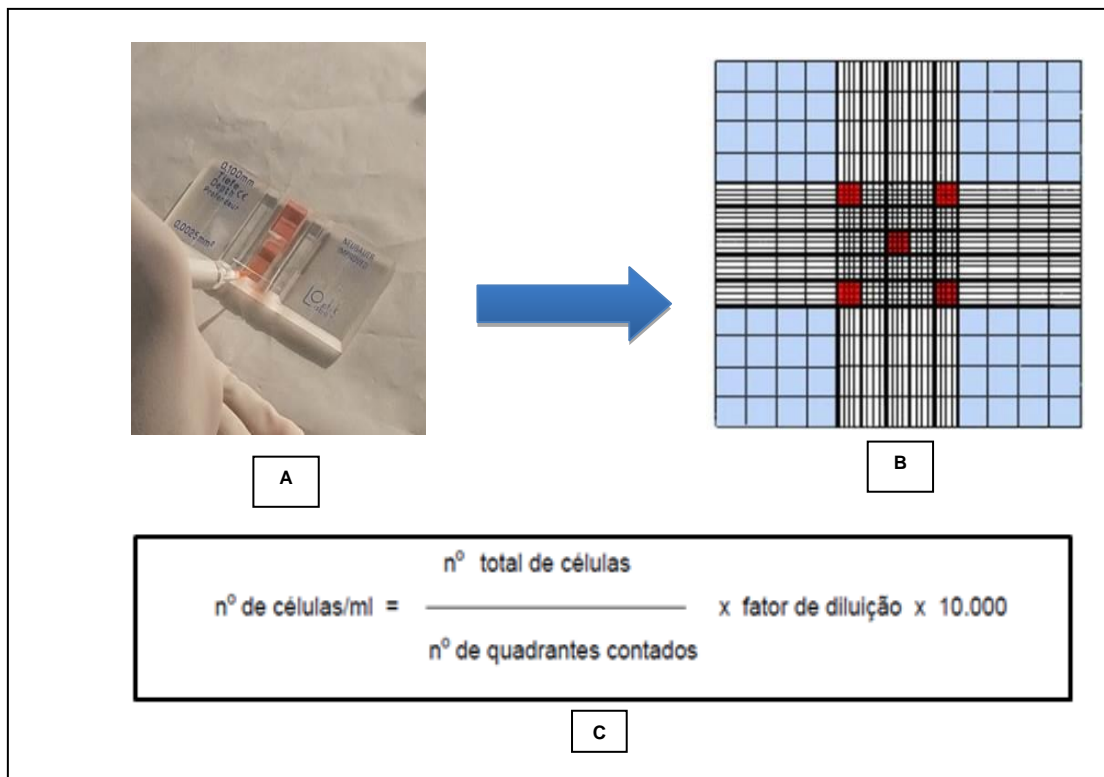 0,100mm
Tiefe CE
Depth
Profondeur
0,0025mm²
NEUBAUER
IMPROVED
A
B
nº total de células
nº de células/ml = x fator de diluição x 10.000
nº de quadrantes contados
C